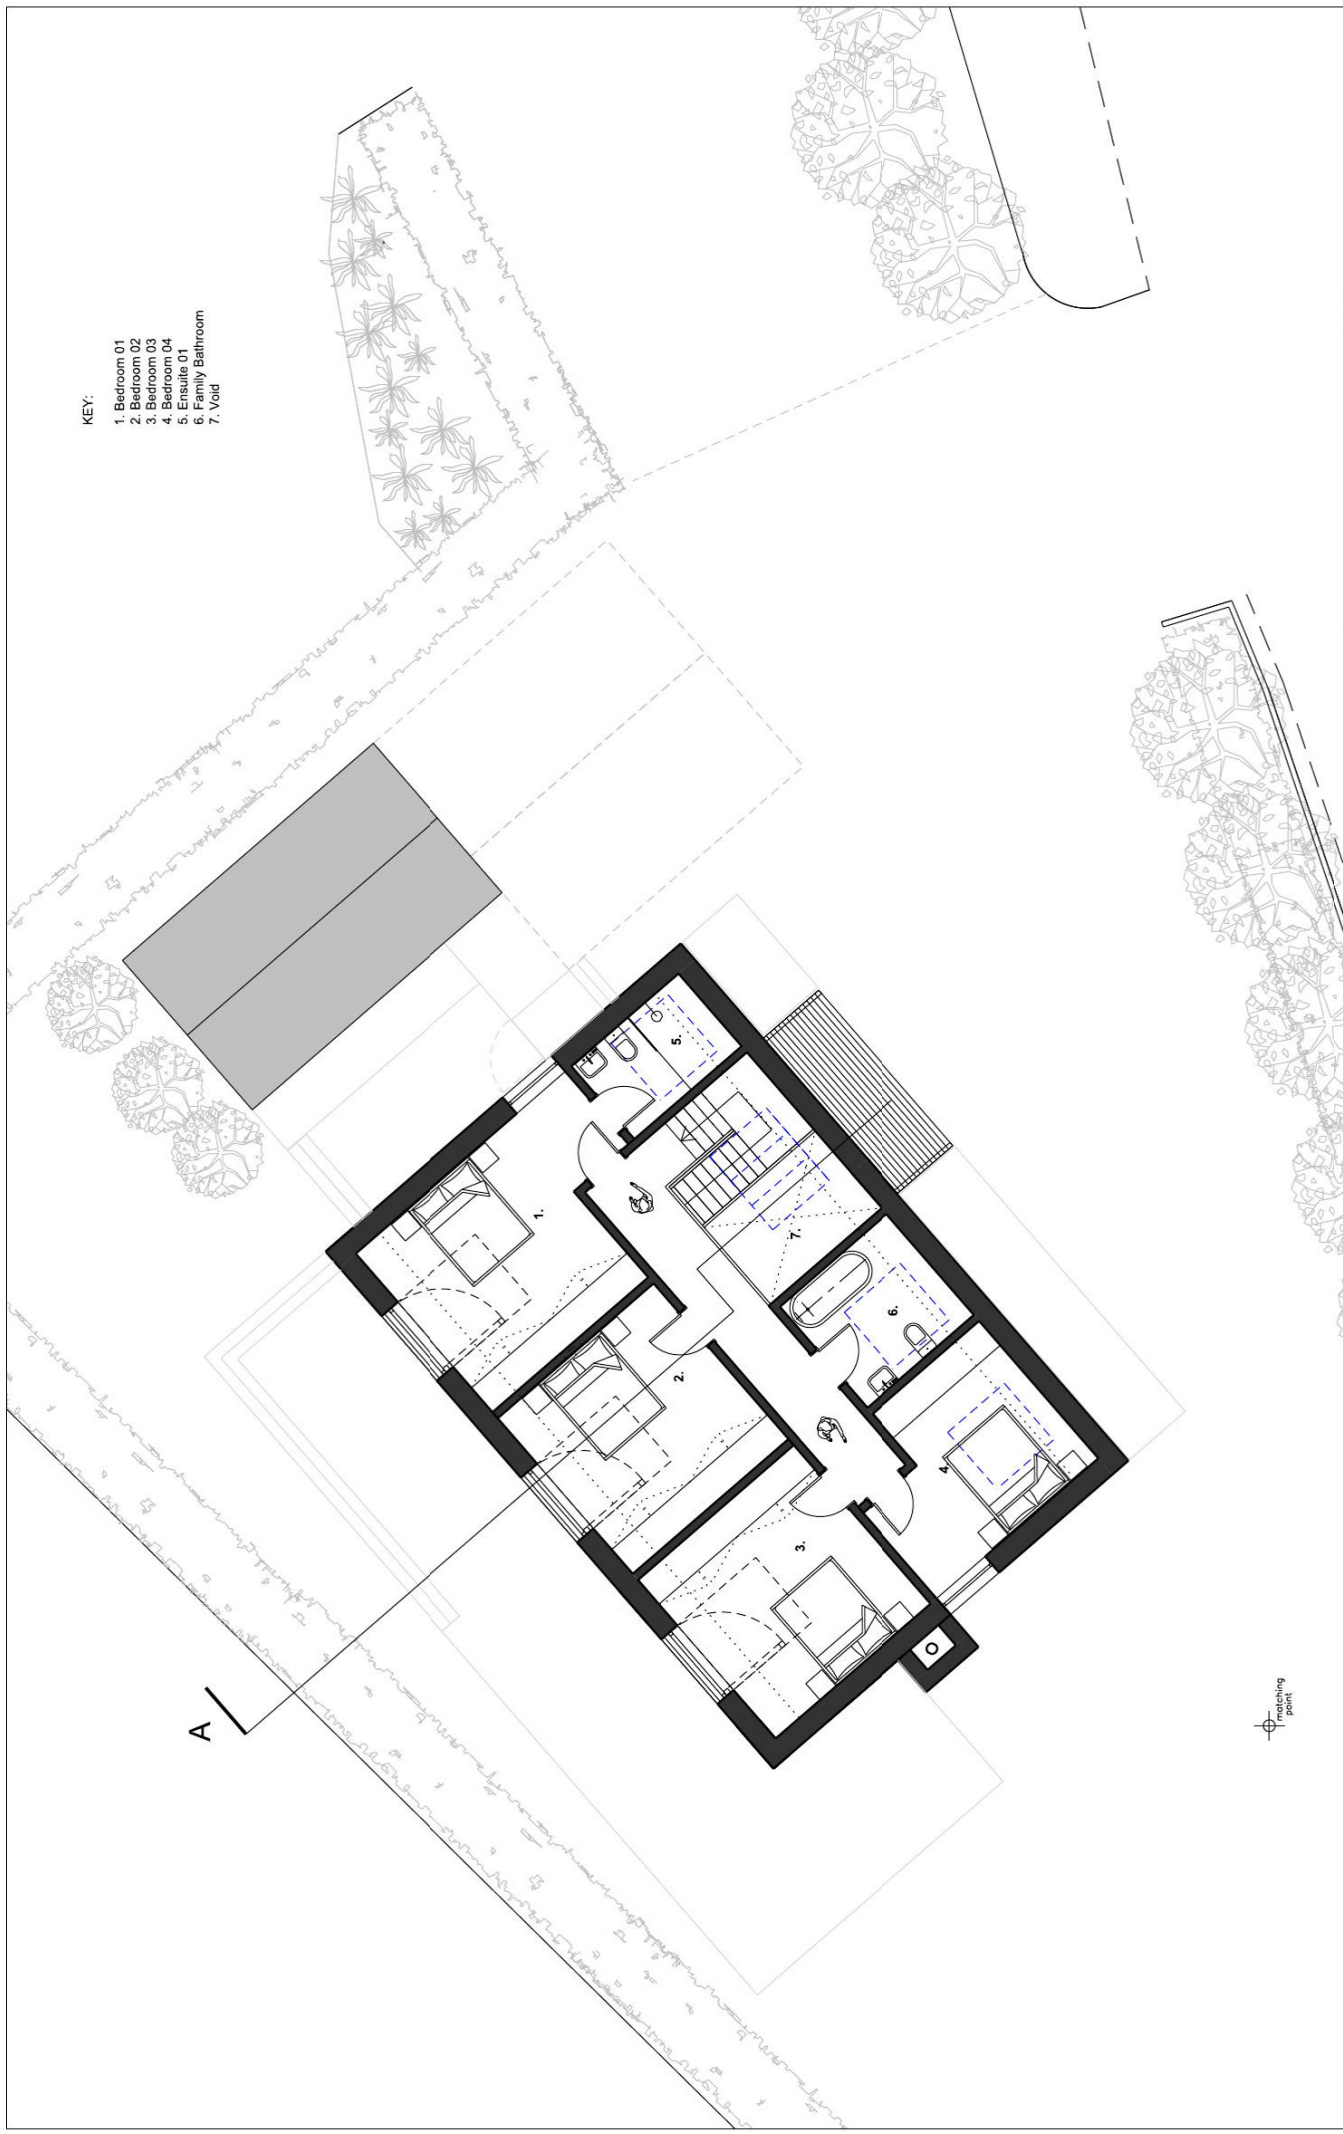 KEY:
1. Bedroom 01
2. Bedroom 02
3. Bedroom 03
4. Bedroom 04
5. Ensuite 01
6. Family Bathroom
7. Void
1.
2.
3.
4.
5.
6.
7.
A
matching
point